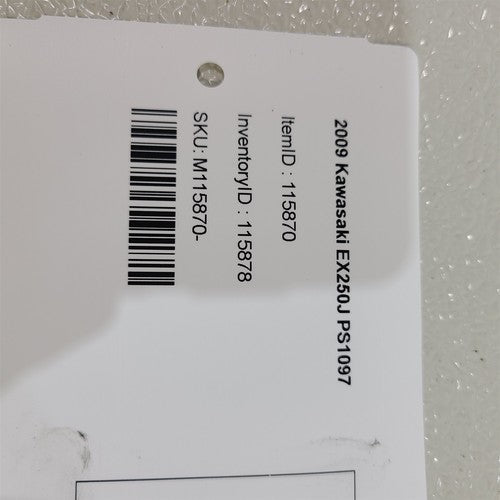 2009 Kawasaki EX250J PS1097
ItemID : 115870
InventoryID : 115878
SKU: M115870-